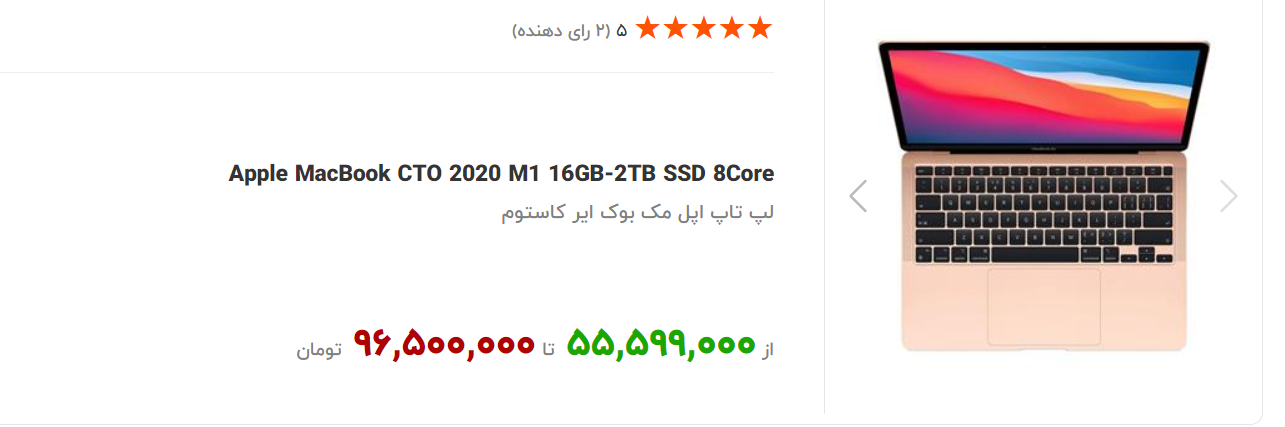 ۵ (۲ رای دهنده)
Apple MacBook CTO 2020 M1 16GB-2TB SSD 8Core
لپ تاپ اپل مک بوک ایر کاستوم
از ۵۵,۵۹۹,۰۰۰ تا ۹۶,۵۰۰,۰۰۰ تومان